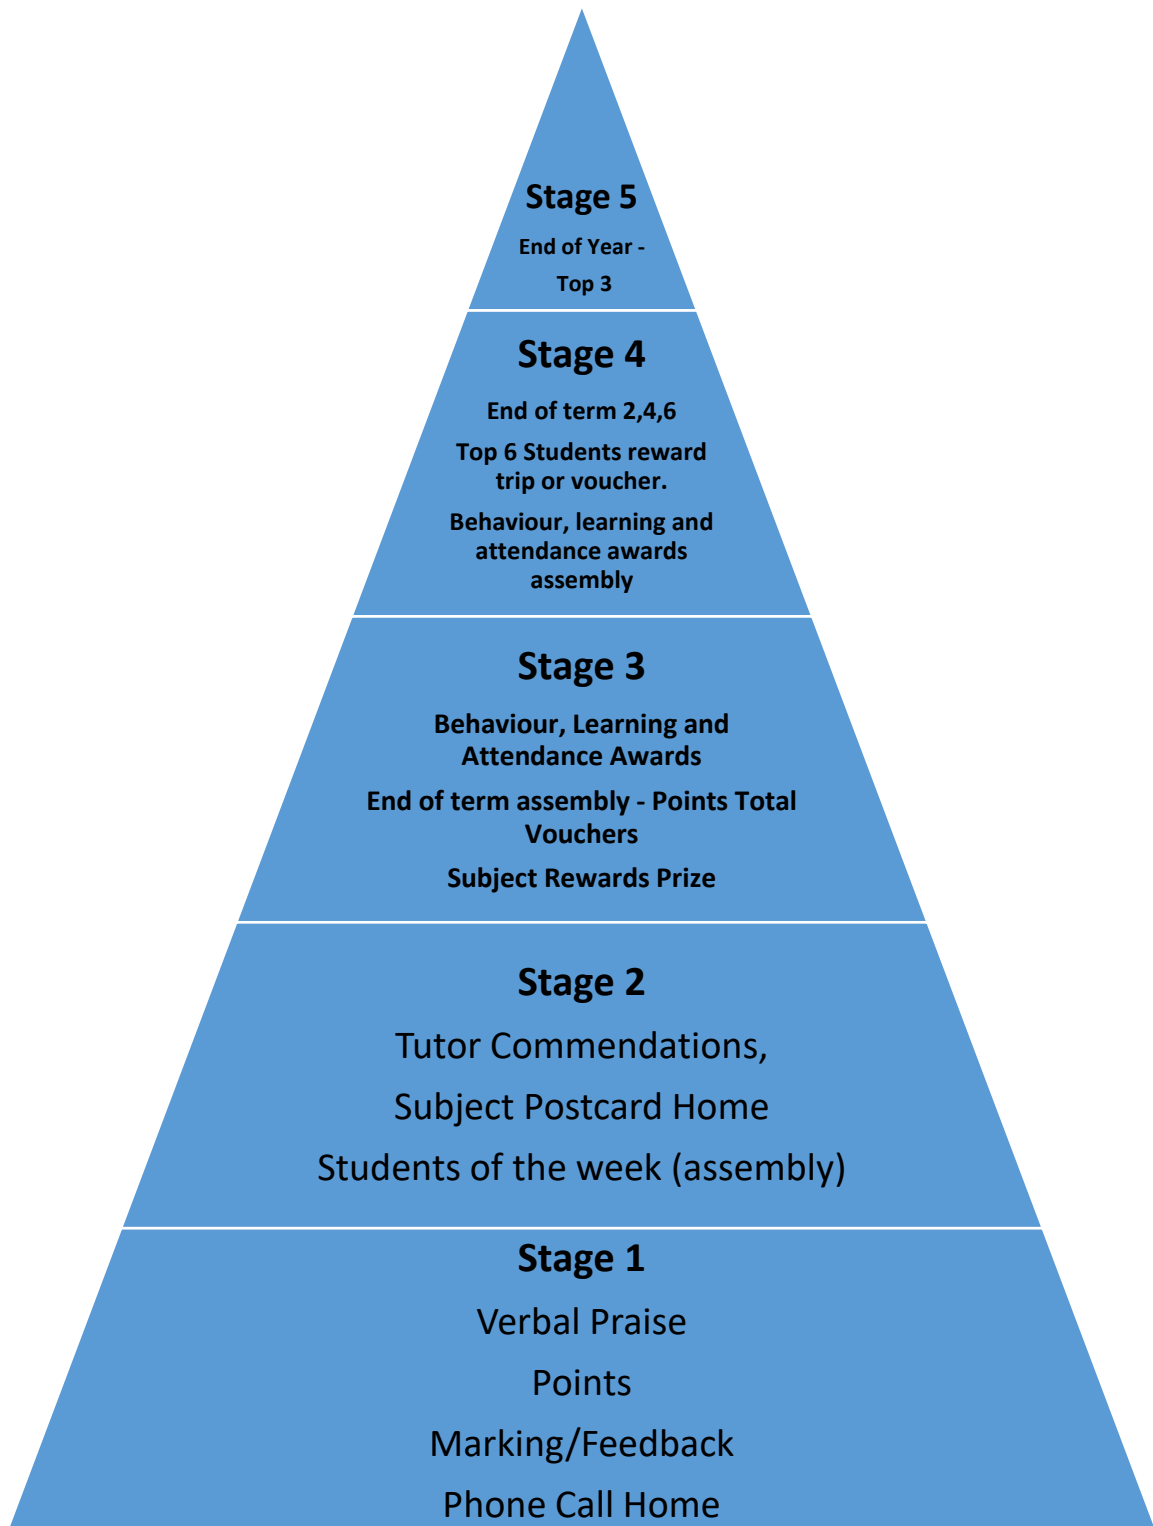 Stage 5
End of Year -
Top 3
Stage 4
End of term 2,4,6
Top 6 Students reward
trip or voucher.
Behaviour, learning and
attendance awards
assembly
Stage 3
Behaviour, Learning and
Attendance Awards
End of term assembly - Points Total
Vouchers
Subject Rewards Prize
Stage 2
Tutor Commendations,
Subject Postcard Home
Students of the week (assembly)
Stage 1
Verbal Praise
Points
Marking/Feedback
Phone Call Home